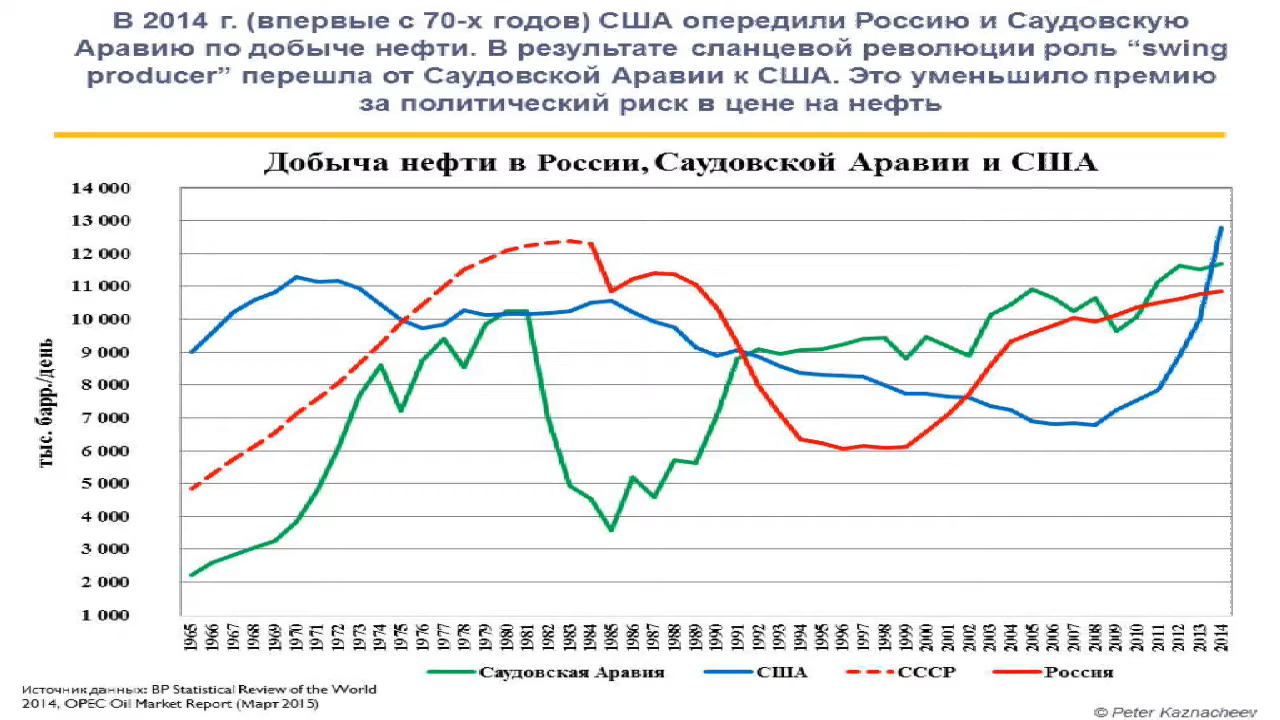 В 2014 г. (впервые с 70-х годов) США опередили Россию и Саудовскую
Аравию по добыче нефти. В результате сланцевой революции роль “swing
producer” перешла от Саудовской Аравии к США. Это уменьшило премию
за политический риск в цене на нефть
Добыча нефти в России, Саудовской Аравии и США
тыс. барр./день
14 000
13 000
12 000
11 000
10 000
9 000
8 000
7 000
6 000
5 000
4 000
3 000
2 000
1 000
1965 1966 1967 1968 1969 1970 1971 1972 1973 1974 1975 1976 1977 1978 1979 1980 1981 1982 1983 1984 1985 1986 1987 1988 1989 1990 1991 1992 1993 1994 1995 1996 1997 1998 1999 2000 2001 2002 2003 2004 2005 2006 2007 2008 2009 2010 2011 2012 2013 2014
Саудовская Аравия США СССР Россия
Источник данных: BP Statistical Review of the World
2014, OPEC Oil Market Report (Март 2015)
© Peter Kaznacheev